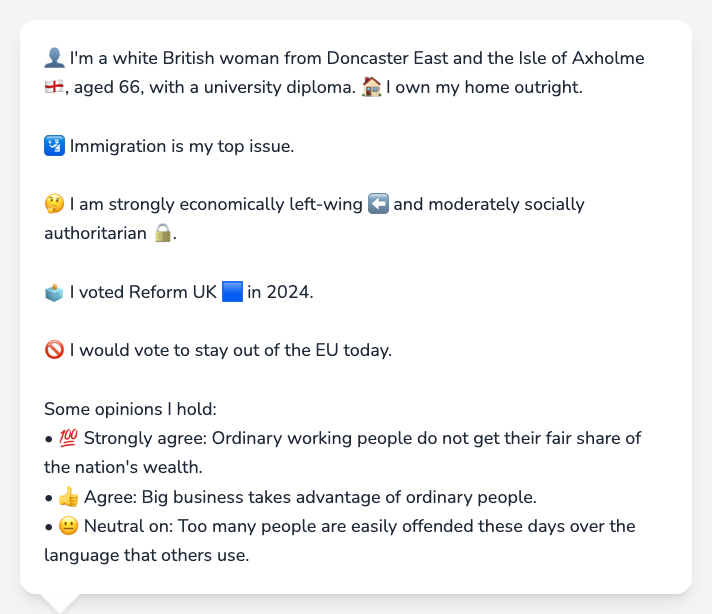 👤 I'm a white British woman from Doncaster East and the Isle of Axholme
🏴󠁧󠁢󠁥󠁮󠁧󠁿, aged 66, with a university diploma. 🏠 I own my home outright.
🛂 Immigration is my top issue.
🤔 I am strongly economically left-wing ⬅️ and moderately socially
authoritarian 🔒.
🗳️ I voted Reform UK 🟦 in 2024.
🚫 I would vote to stay out of the EU today.
Some opinions I hold:
• 💯 Strongly agree: Ordinary working people do not get their fair share of
the nation's wealth.
• 👍 Agree: Big business takes advantage of ordinary people.
• 😐 Neutral on: Too many people are easily offended these days over the
language that others use.